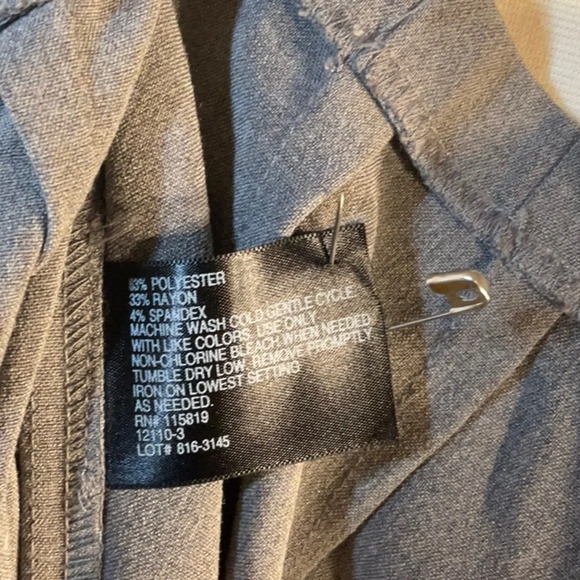 63% POLYESTER
33% RAYON
4% SPANDEX
MACHINE WASH COLD GENTLE CYCLE
WITH LIKE COLORS. USE ONLY
NON-CHLORINE BLEACH WHEN NEEDED.
TUMBLE DRY LOW. REMOVE PROMPTLY.
IRON ON LOWEST SETTING
AS NEEDED.
RN# 115819
12110-3
LOT# 816-3145